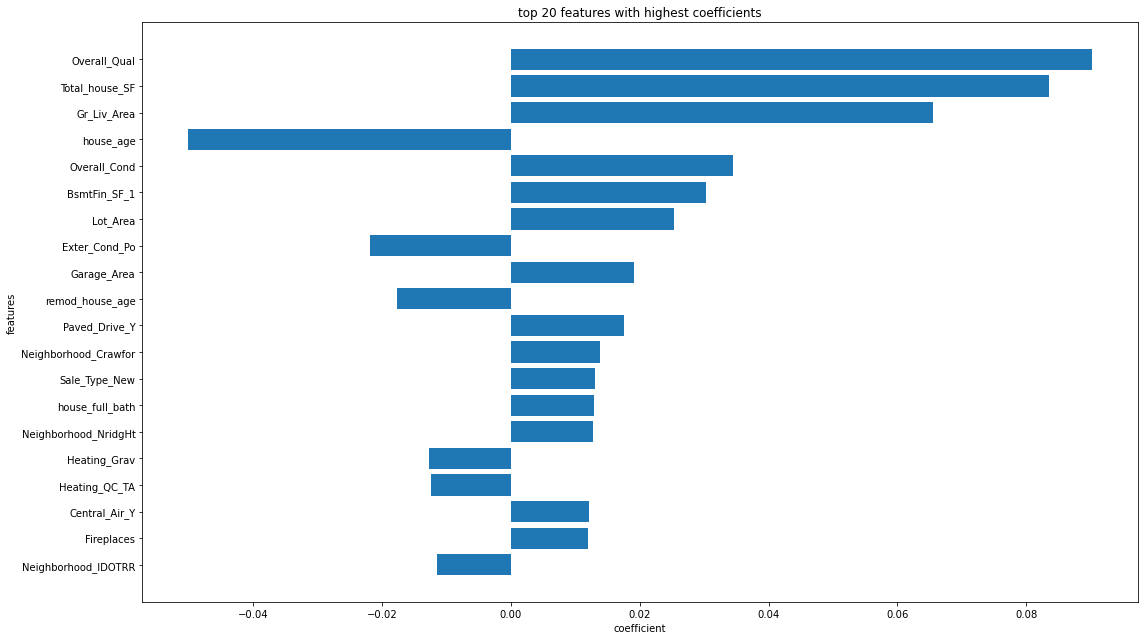 top 20 features with highest coefficients
features
Overall_Qual
Total_house_SF
Gr_Liv_Area
house_age
Overall_Cond
BsmtFin_SF_1
Lot_Area
Exter_Cond_Po
Garage_Area
remod_house_age
Paved_Drive_Y
Neighborhood_Crawfor
Sale_Type_New
house_full_bath
Neighborhood_NridgHt
Heating_Grav
Heating_QC_TA
Central_Air_Y
Fireplaces
Neighborhood_IDOTRR
−0.04 −0.02 0.00 0.02 0.04 0.06 0.08
coefficient